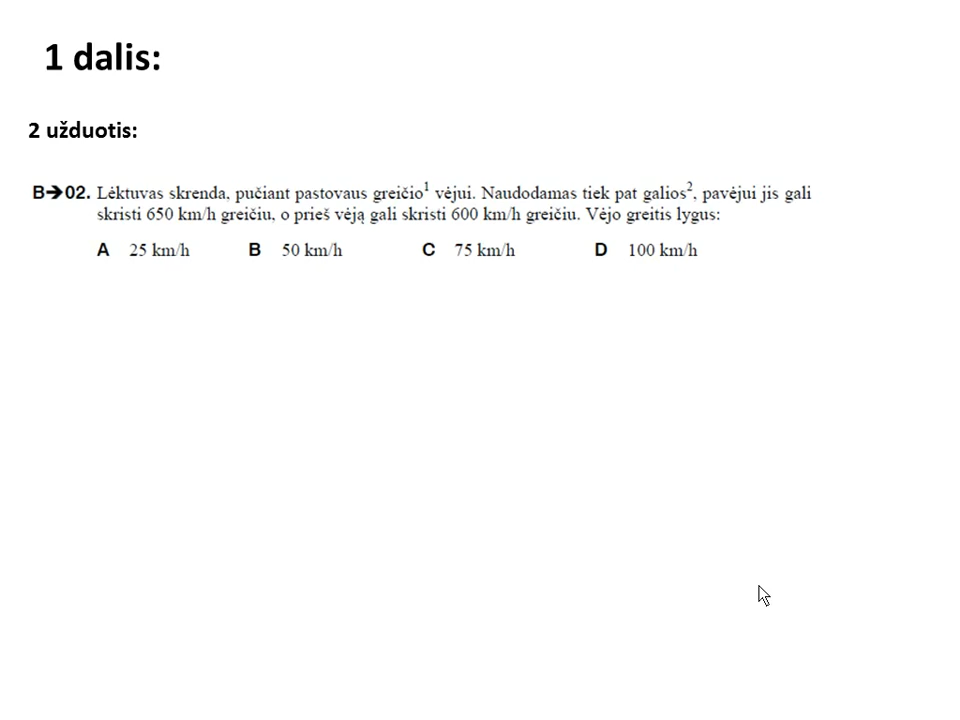 1 dalis:
2 užduotis:
B➔02. Lėktuvas skrenda, pučiant pastovaus greičio¹ vėjui. Naudodamas tiek pat galios², pavėjui jis gali
skristi 650 km/h greičiu, o prieš vėją gali skristi 600 km/h greičiu. Vėjo greitis lygus:
A 25 km/h B 50 km/h C 75 km/h D 100 km/h